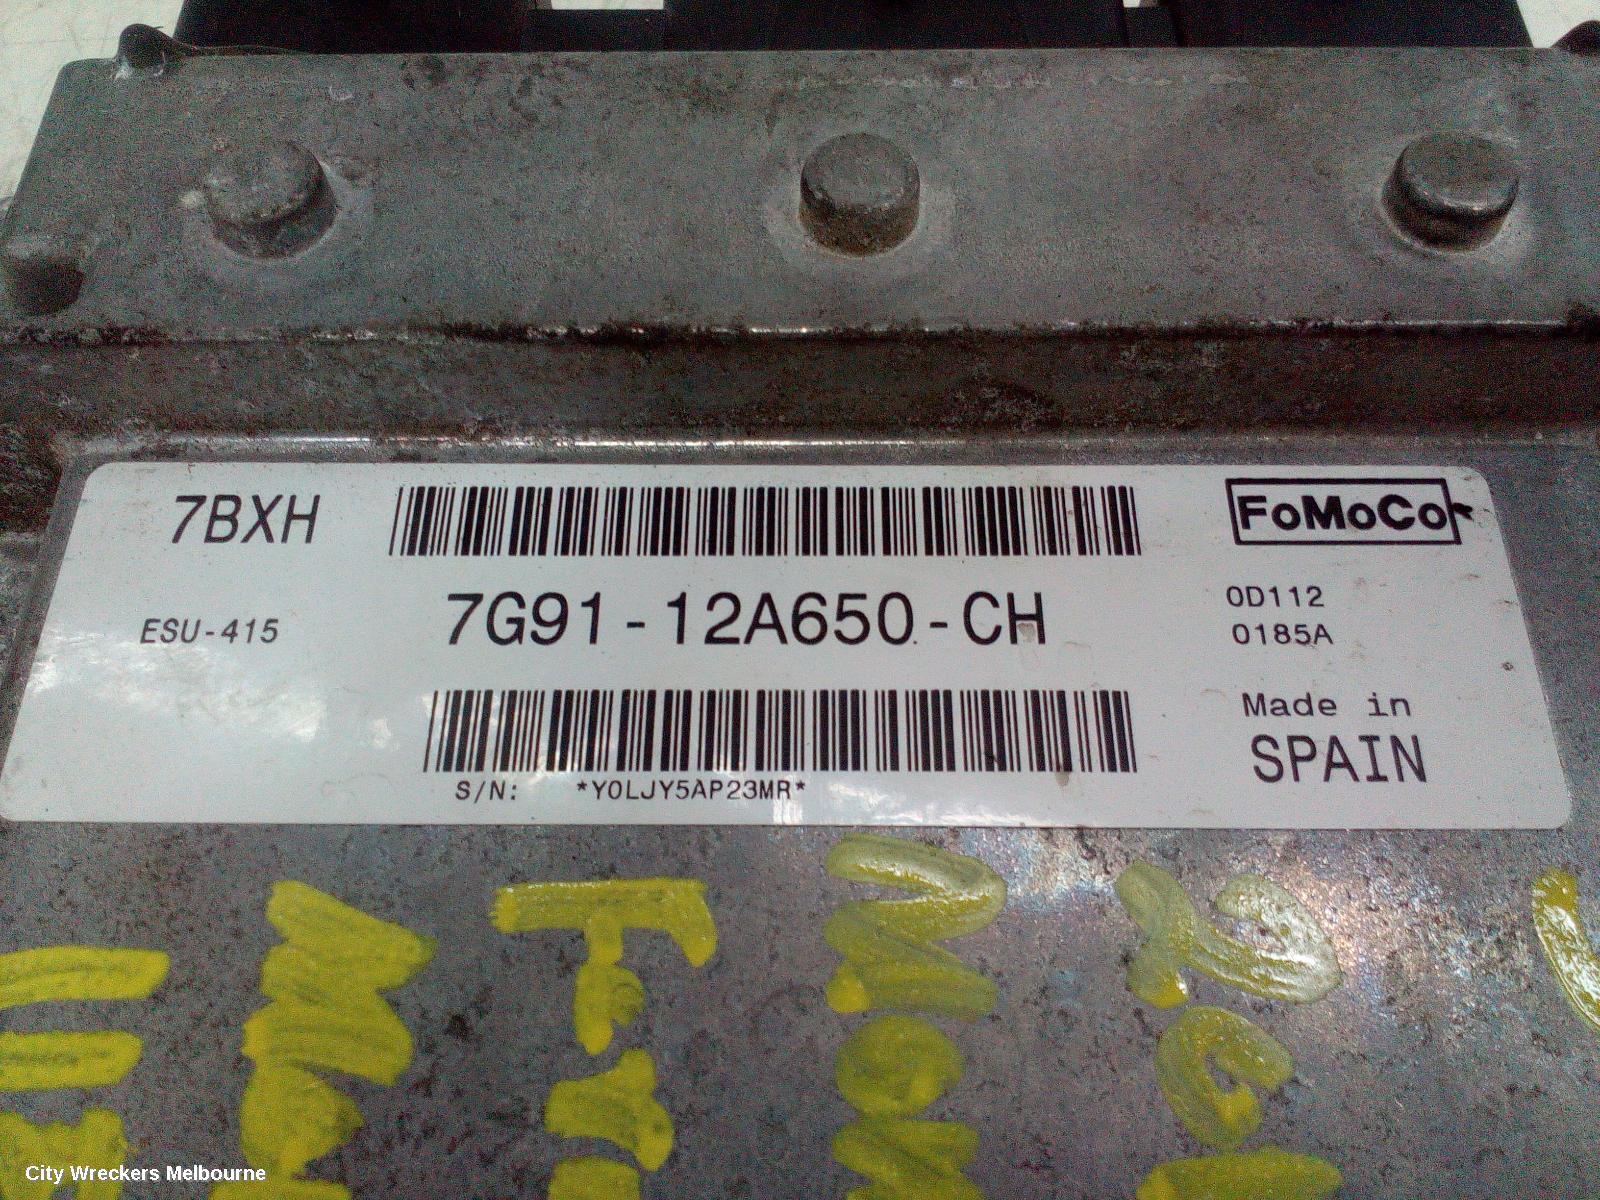 7BXH
FoMoCo
7G91-12A650-CH
ESU-415
0D112
0185A
Made in
SPAIN
S/N: *Y0LJY5AP23MR*
City Wreckers Melbourne